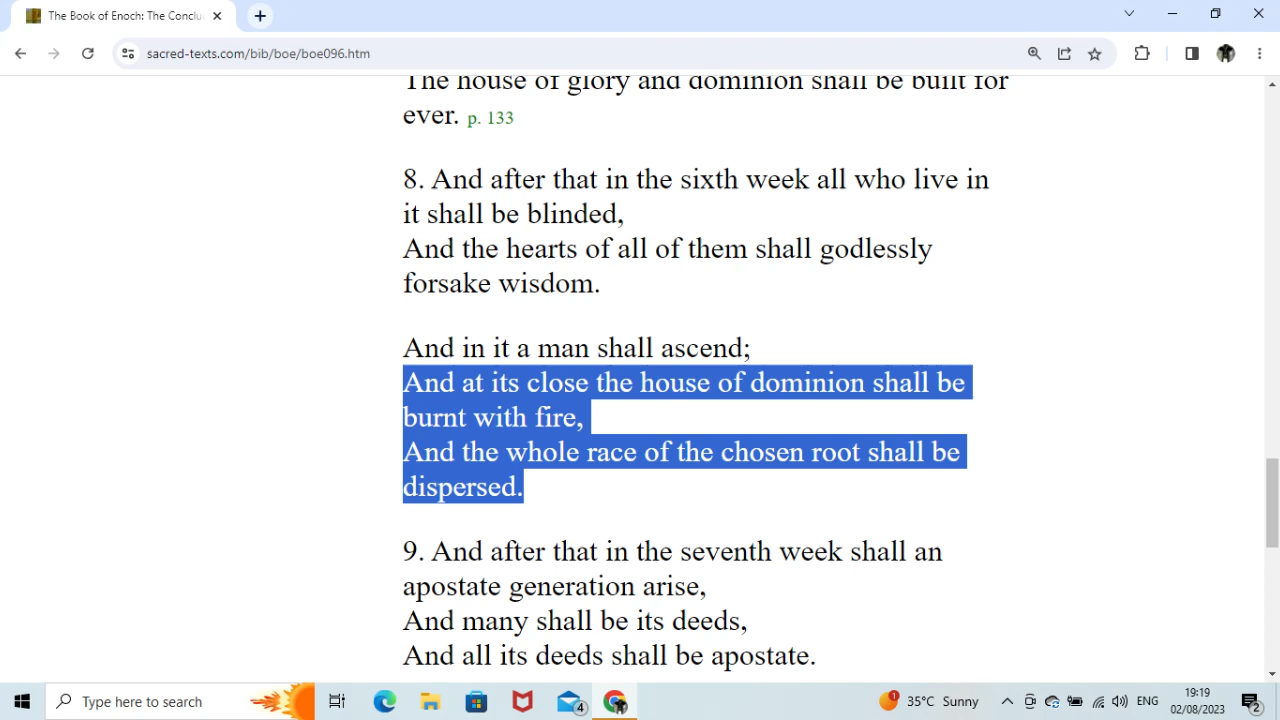 The Book of Enoch: The Conclu
sacred-texts.com/bib/boe/boe096.htm
The house of glory and dominion shall be built for
ever. p. 133
8. And after that in the sixth week all who live in
it shall be blinded,
And the hearts of all of them shall godlessly
forsake wisdom.
And in it a man shall ascend;
And at its close the house of dominion shall be
burnt with fire,
And the whole race of the chosen root shall be
dispersed.
9. And after that in the seventh week shall an
apostate generation arise,
And many shall be its deeds,
And all its deeds shall be apostate.
Type here to search
4
1
35°C Sunny
ENG
19:19
02/08/2023
2